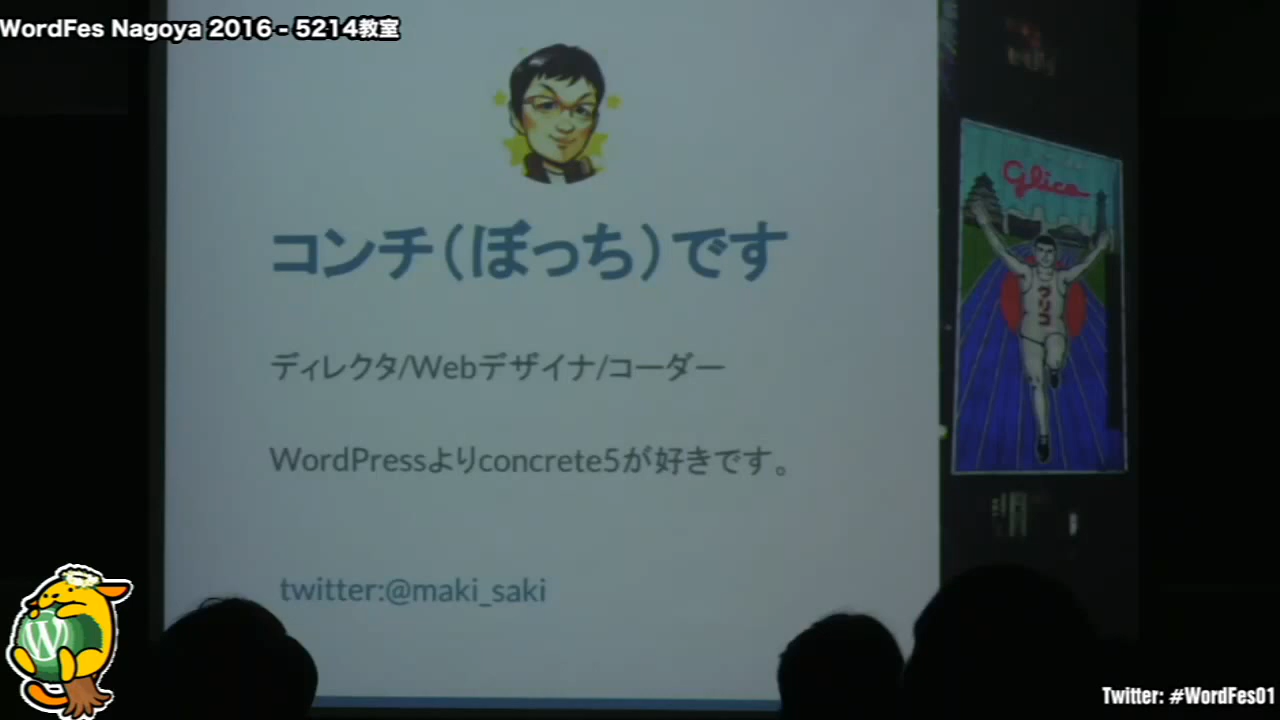 WordFes Nagoya 2016 - 5214教室
コンチ（ぼっち）です
ディレクタ/Webデザイナ/コーダー
WordPressよりconcrete5が好きです。
twitter:@maki_saki
Glico
W
Twitter: #WordFes01